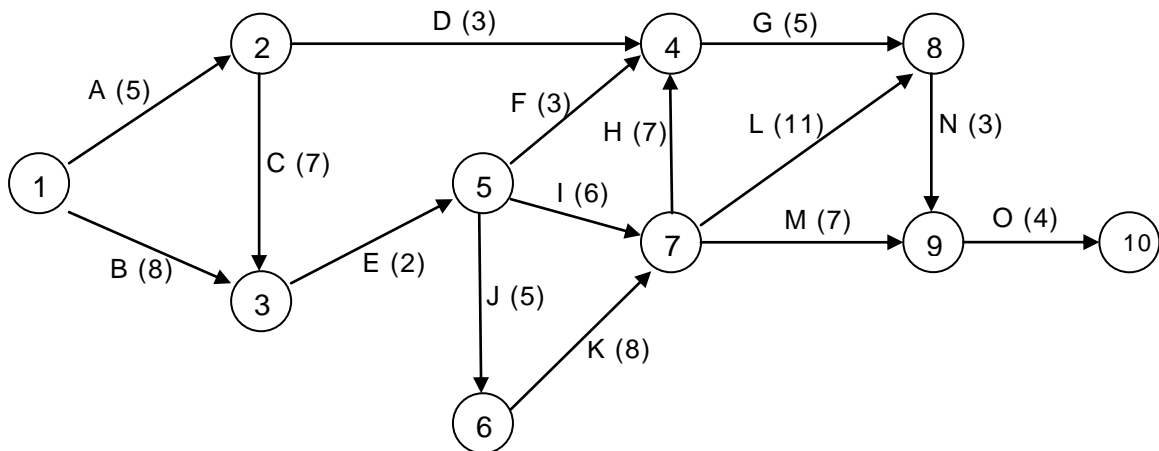 D (3)
G (5)
2
4
8
A (5)
F (3)
H (7)
L (11)
N (3)
C (7)
1
5
I (6)
M (7)
O (4)
7
9
10
B (8)
E (2)
3
J (5)
K (8)
6